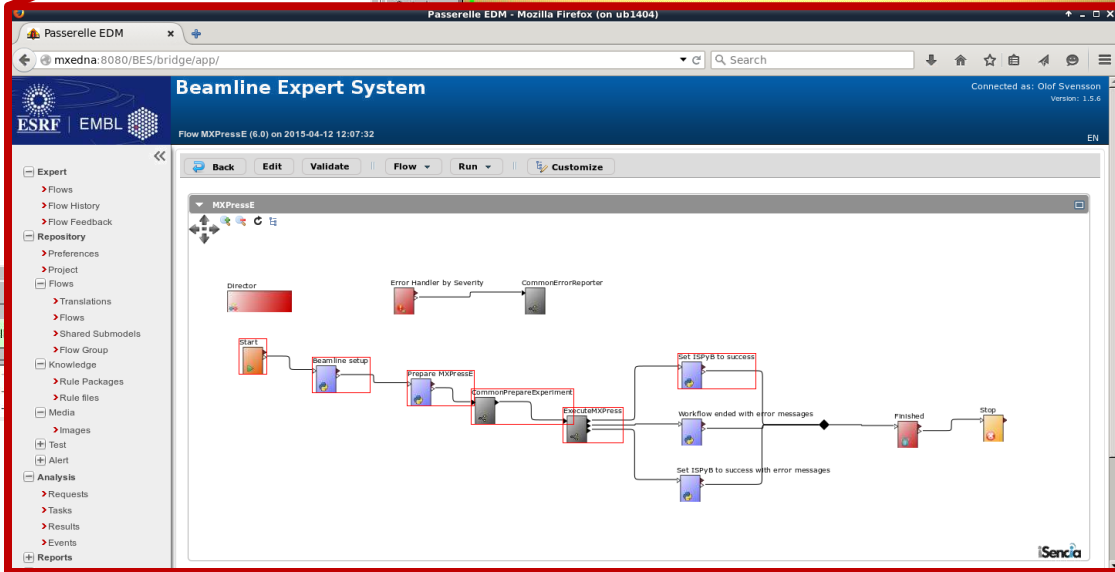 Passerelle EDM - Mozilla Firefox (on ub1404)
Passerelle EDM
mxedna:8080/BES/bridge/app/
Search
Beamline Expert System
Connected as: Olof Svensson
Version: 1.5.6
ESRF | EMBL
Flow MXPressE (6.0) on 2015-04-12 12:07:32
EN
Back Edit Validate Flow Run Customize
Expert
Flows
Flow History
Flow Feedback
Repository
Preferences
Project
Flows
Translations
Flows
Shared Submodels
Flow Group
Knowledge
Rule Packages
Rule files
Media
Images
Test
Alert
Analysis
Requests
Tasks
Results
Events
Reports
MXPressE
Director
Error Handler by Severity
CommonErrorReporter
Start
Beamline setup
Prepare MXPressE
CommonPrepareExperiment
ExecuteMXPress
Set ISPyB to success
Workflow ended with error messages
Set ISPyB to success with error messages
Finished
Stop
iSencia